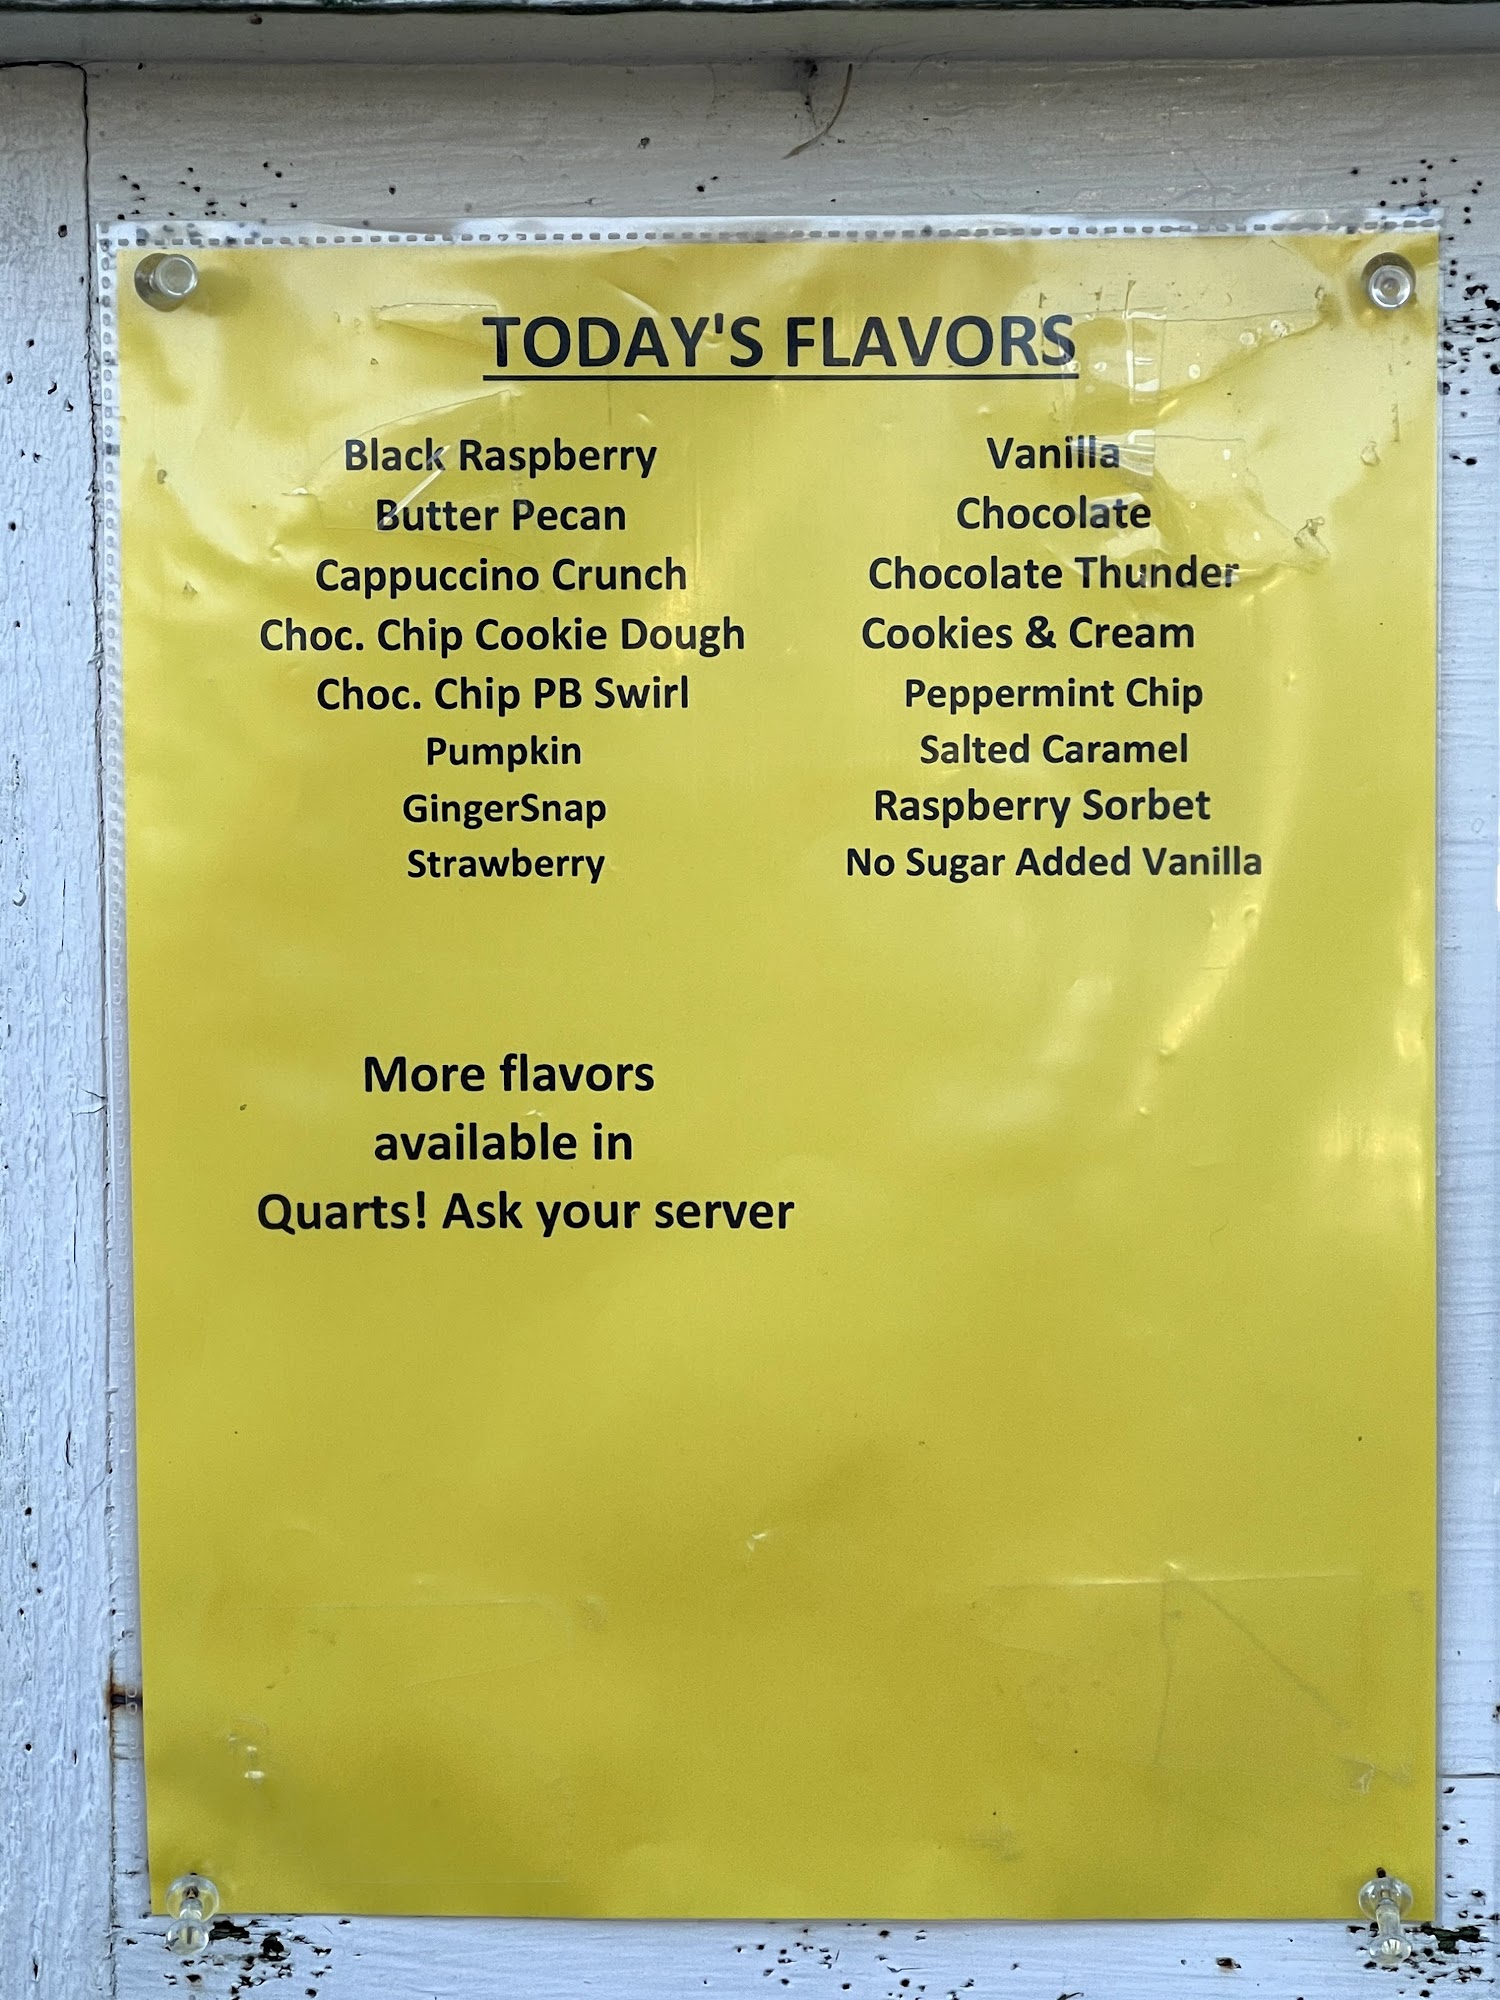 TODAY'S FLAVORS
Black Raspberry
Butter Pecan
Cappuccino Crunch
Choc. Chip Cookie Dough
Choc. Chip PB Swirl
Pumpkin
GingerSnap
Strawberry
Vanilla
Chocolate
Chocolate Thunder
Cookies & Cream
Peppermint Chip
Salted Caramel
Raspberry Sorbet
No Sugar Added Vanilla
More flavors
available in
Quarts! Ask your server